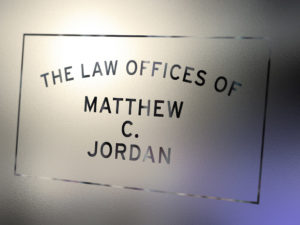 THE LAW OFFICES OF
MATTHEW
C.
JORDAN